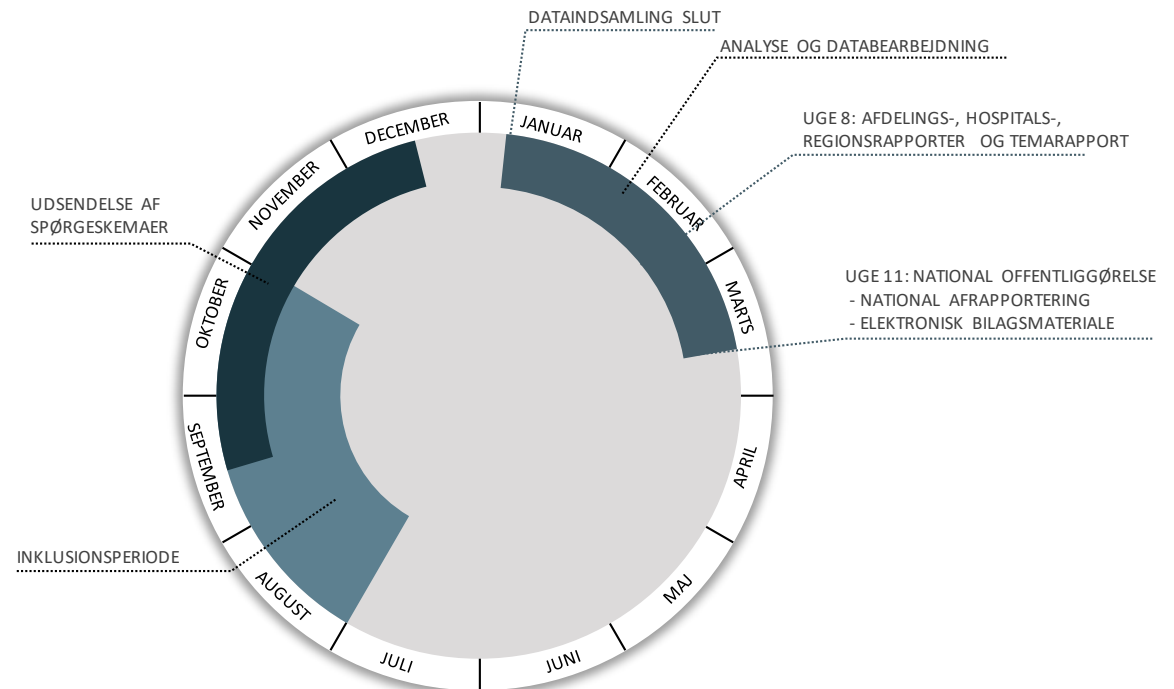 DATAINDSAMLING SLUT
ANALYSE OG DATABEARBEJDNING
UGE 8: AFDELINGS-, HOSPITALS-,
REGIONSRAPPORTER OG TEMARAPPORT
UGE 11: NATIONAL OFFENTLIGGØRELSE
- NATIONAL AFRAPPORTERING
- ELEKTRONISK BILAGSMATERIALE
UDSENDELSE AF
SPØRGESKEMAER
INKLUSIONSPERIODE
JANUAR
FEBRUAR
MARTS
APRIL
MAJ
JUNI
JULI
AUGUST
SEPTEMBER
OKTOBER
NOVEMBER
DECEMBER